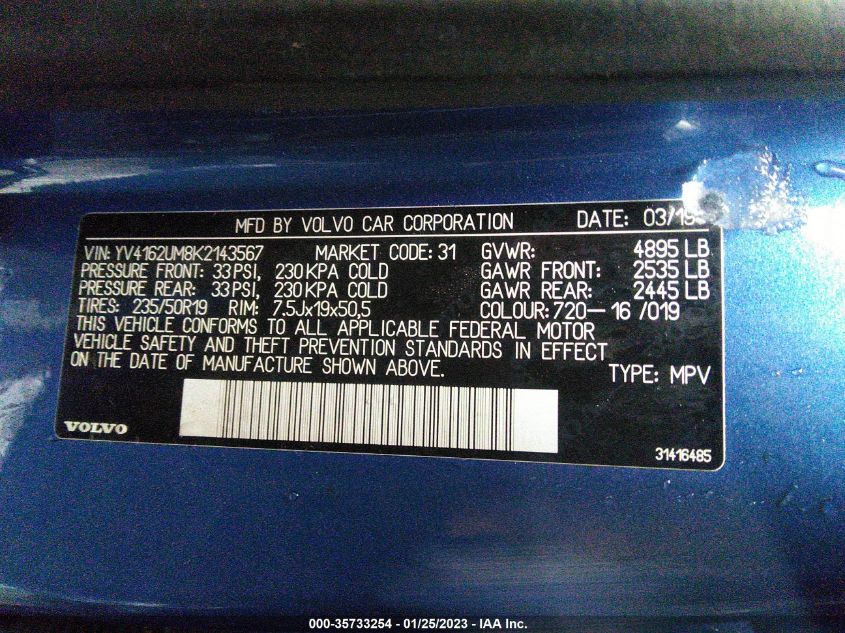 MFD BY VOLVO CAR CORPORATION DATE: 03/19
VIN: YV4162UM8K2143567 MARKET CODE: 31 GVWR: 4895 LB
PRESSURE FRONT: 33PSI, 230KPA COLD GAWR FRONT: 2535 LB
PRESSURE REAR: 33PSI, 230KPA COLD GAWR REAR: 2445 LB
TIRES: 235/50R19 RIM: 7.5Jx19x50,5 COLOUR: 720-16 /019
THIS VEHICLE CONFORMS TO ALL APPLICABLE FEDERAL MOTOR
VEHICLE SAFETY AND THEFT PREVENTION STANDARDS IN EFFECT
ON THE DATE OF MANUFACTURE SHOWN ABOVE.
TYPE: MPV
VOLVO
31416485
000-35733254 - 01/25/2023 - IAA Inc.